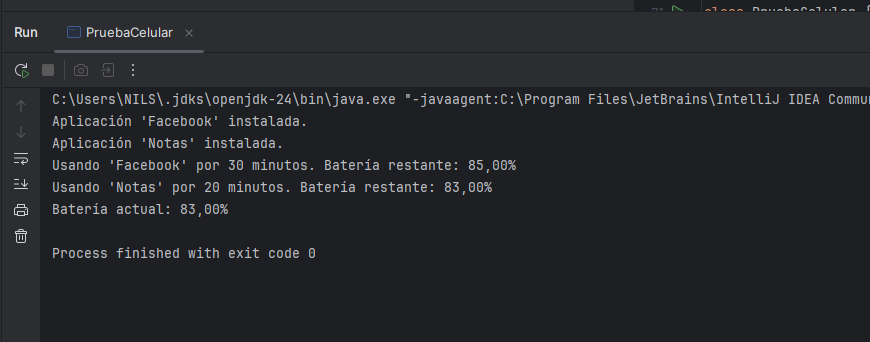 class PruebaCelular {
Run PruebaCelular
C:\Users\NILS\.jdks\openjdk-24\bin\java.exe "-javaagent:C:\Program Files\JetBrains\IntelliJ IDEA Commu
Aplicación 'Facebook' instalada.
Aplicación 'Notas' instalada.
Usando 'Facebook' por 30 minutos. Batería restante: 85,00%
Usando 'Notas' por 20 minutos. Batería restante: 83,00%
Batería actual: 83,00%
Process finished with exit code 0